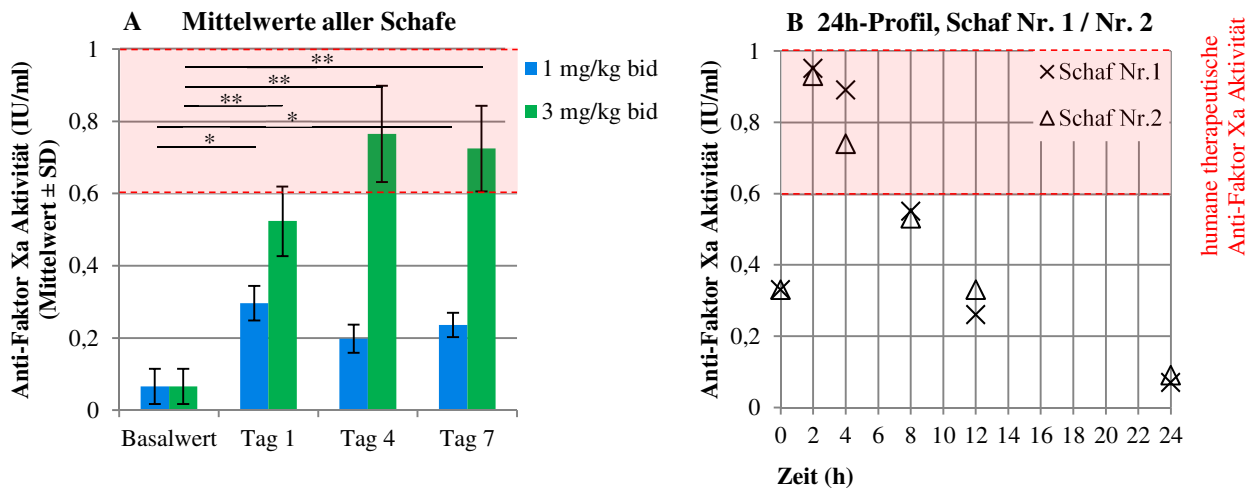 A Mittelwerte aller Schafe
Anti-Faktor Xa Aktivität (IU/ml)
(Mittelwert ± SD)
1
0,8
0,6
0,4
0,2
0
**
**
**
*
*
Basalwert Tag 1 Tag 4 Tag 7
1 mg/kg bid
3 mg/kg bid
B 24h-Profil, Schaf Nr. 1 / Nr. 2
Anti-Faktor Xa Aktivität (IU/ml)
1
0,8
0,6
0,4
0,2
0
Schaf Nr.1
Schaf Nr.2
0 2 4 6 8 10 12 14 16 18 20 22 24
Zeit (h)
humane therapeutische
Anti-Faktor Xa Aktivität